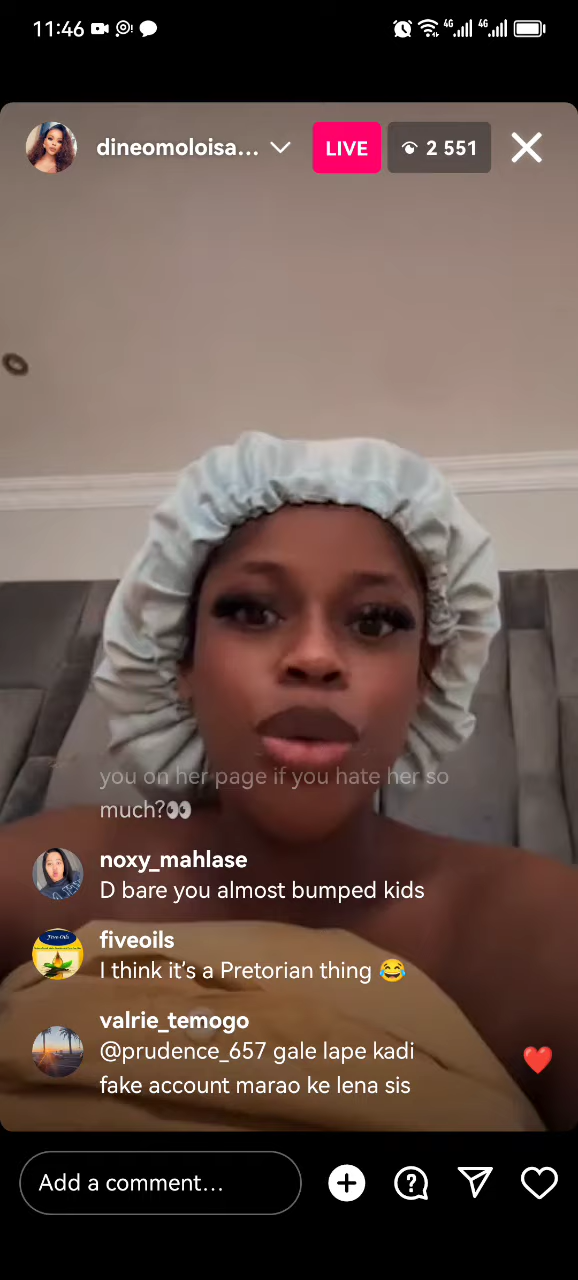 11:46
4G 4G
dineomoloisa...
LIVE
2 551
you on her page if you hate her so
much?👀
noxy_mahlase
D bare you almost bumped kids
fiveoils
I think it's a Pretorian thing 😂
valrie_temogo
@prudence_657 gale lape kadi
fake account marao ke lena sis
Add a comment...